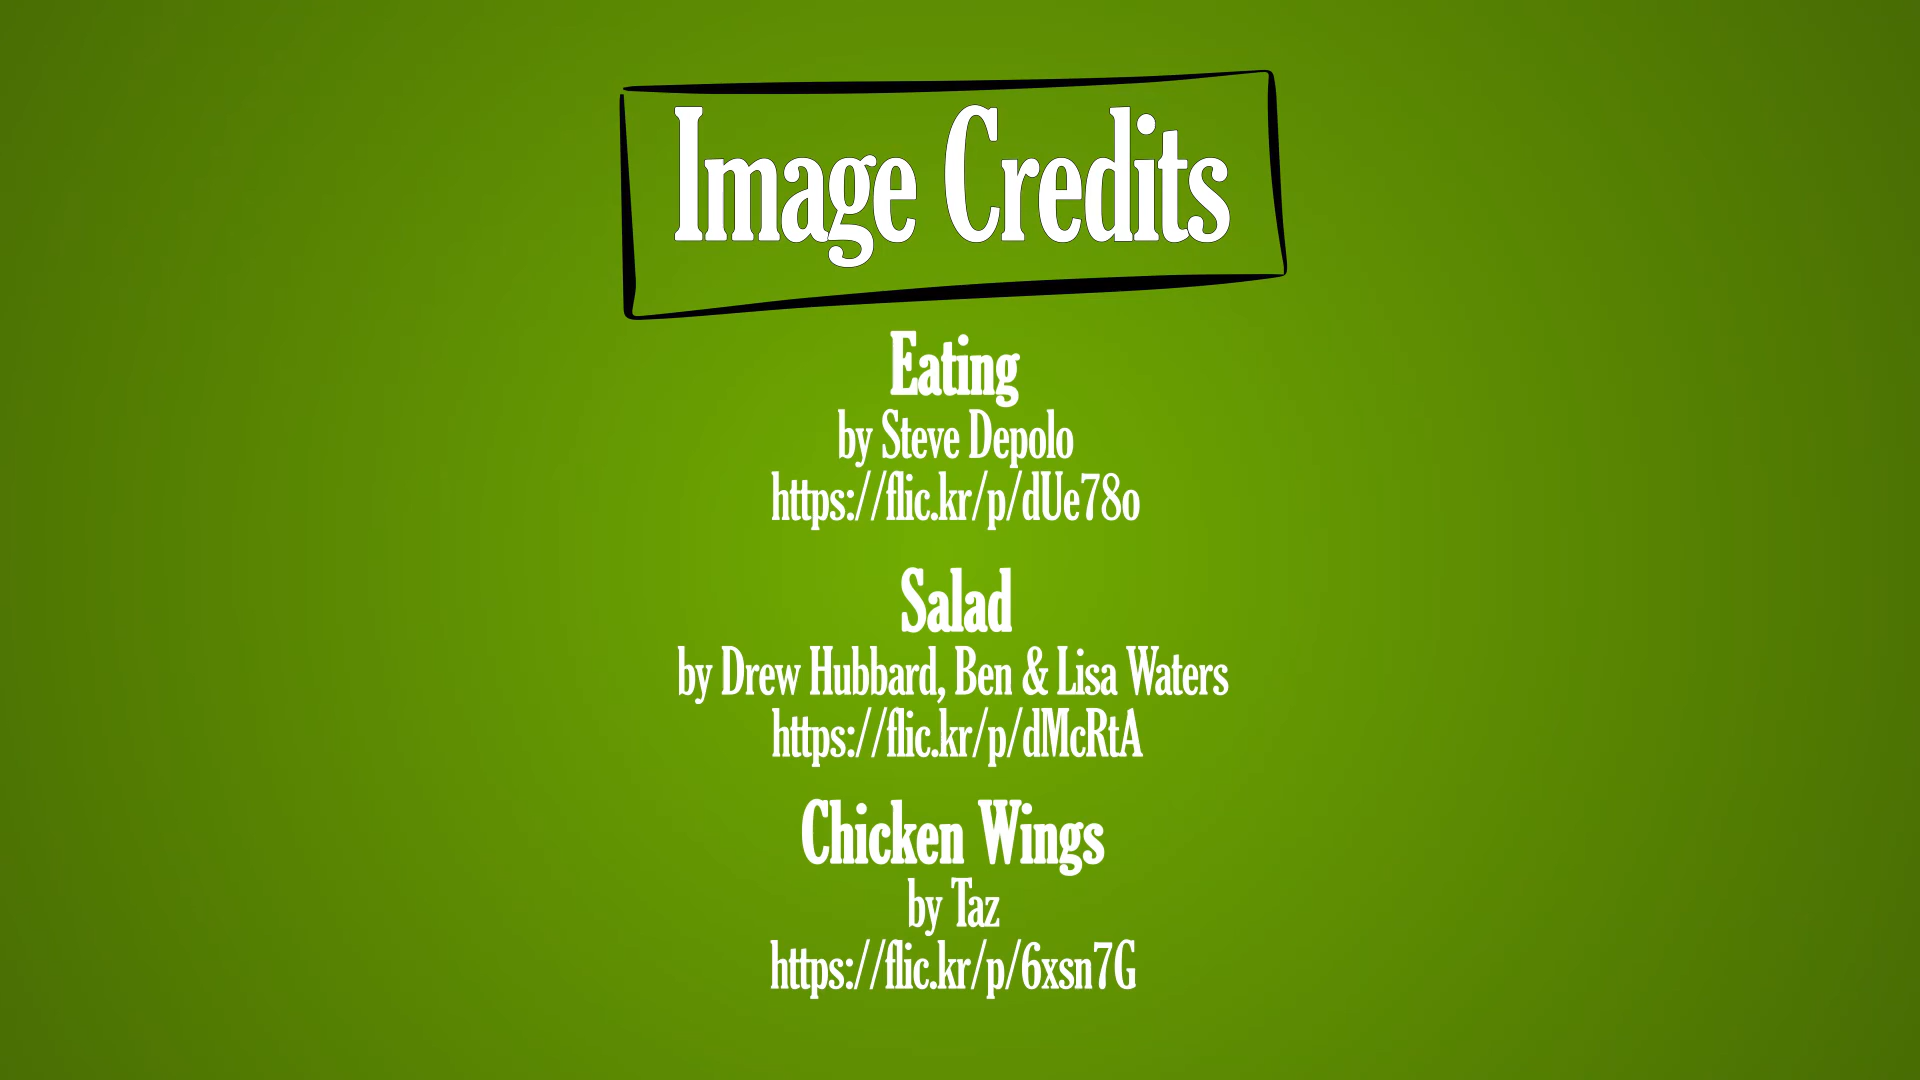 Image Credits
Eating
by Steve Depolo
https://flic.kr/p/dUe78o
Salad
by Drew Hubbard, Ben & Lisa Waters
https://flic.kr/p/dMcRtA
Chicken Wings
by Taz
https://flic.kr/p/6xsn7G